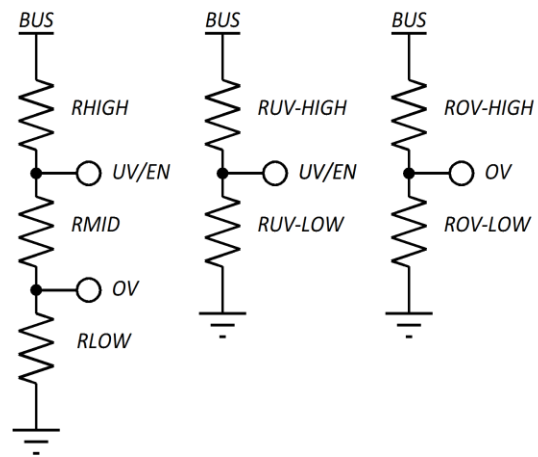 BUS
RHIGH
UV/EN
RMID
OV
RLOW
BUS
RUV-HIGH
UV/EN
RUV-LOW
BUS
ROV-HIGH
OV
ROV-LOW